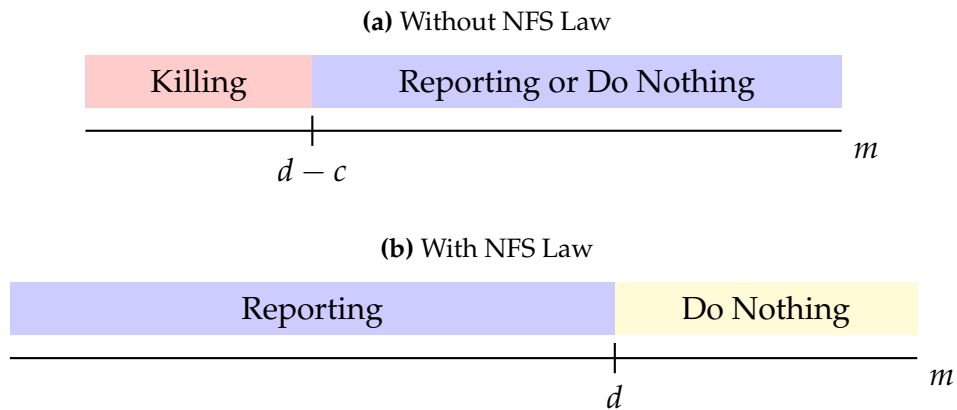 (a) Without NFS Law
Killing Reporting or Do Nothing
d − c
m
(b) With NFS Law
Reporting Do Nothing
d
m